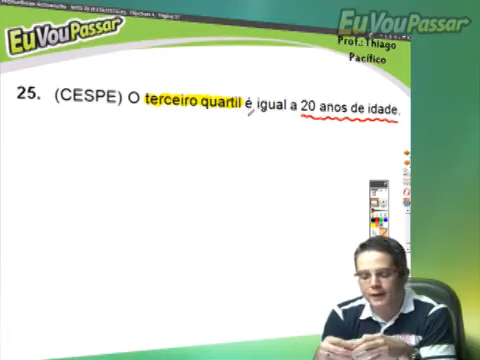 EuVouPassar
EuVouPassar
Prof.: Thiago
Pacífico
25. (CESPE) O terceiro quartil é igual a 20 anos de idade.